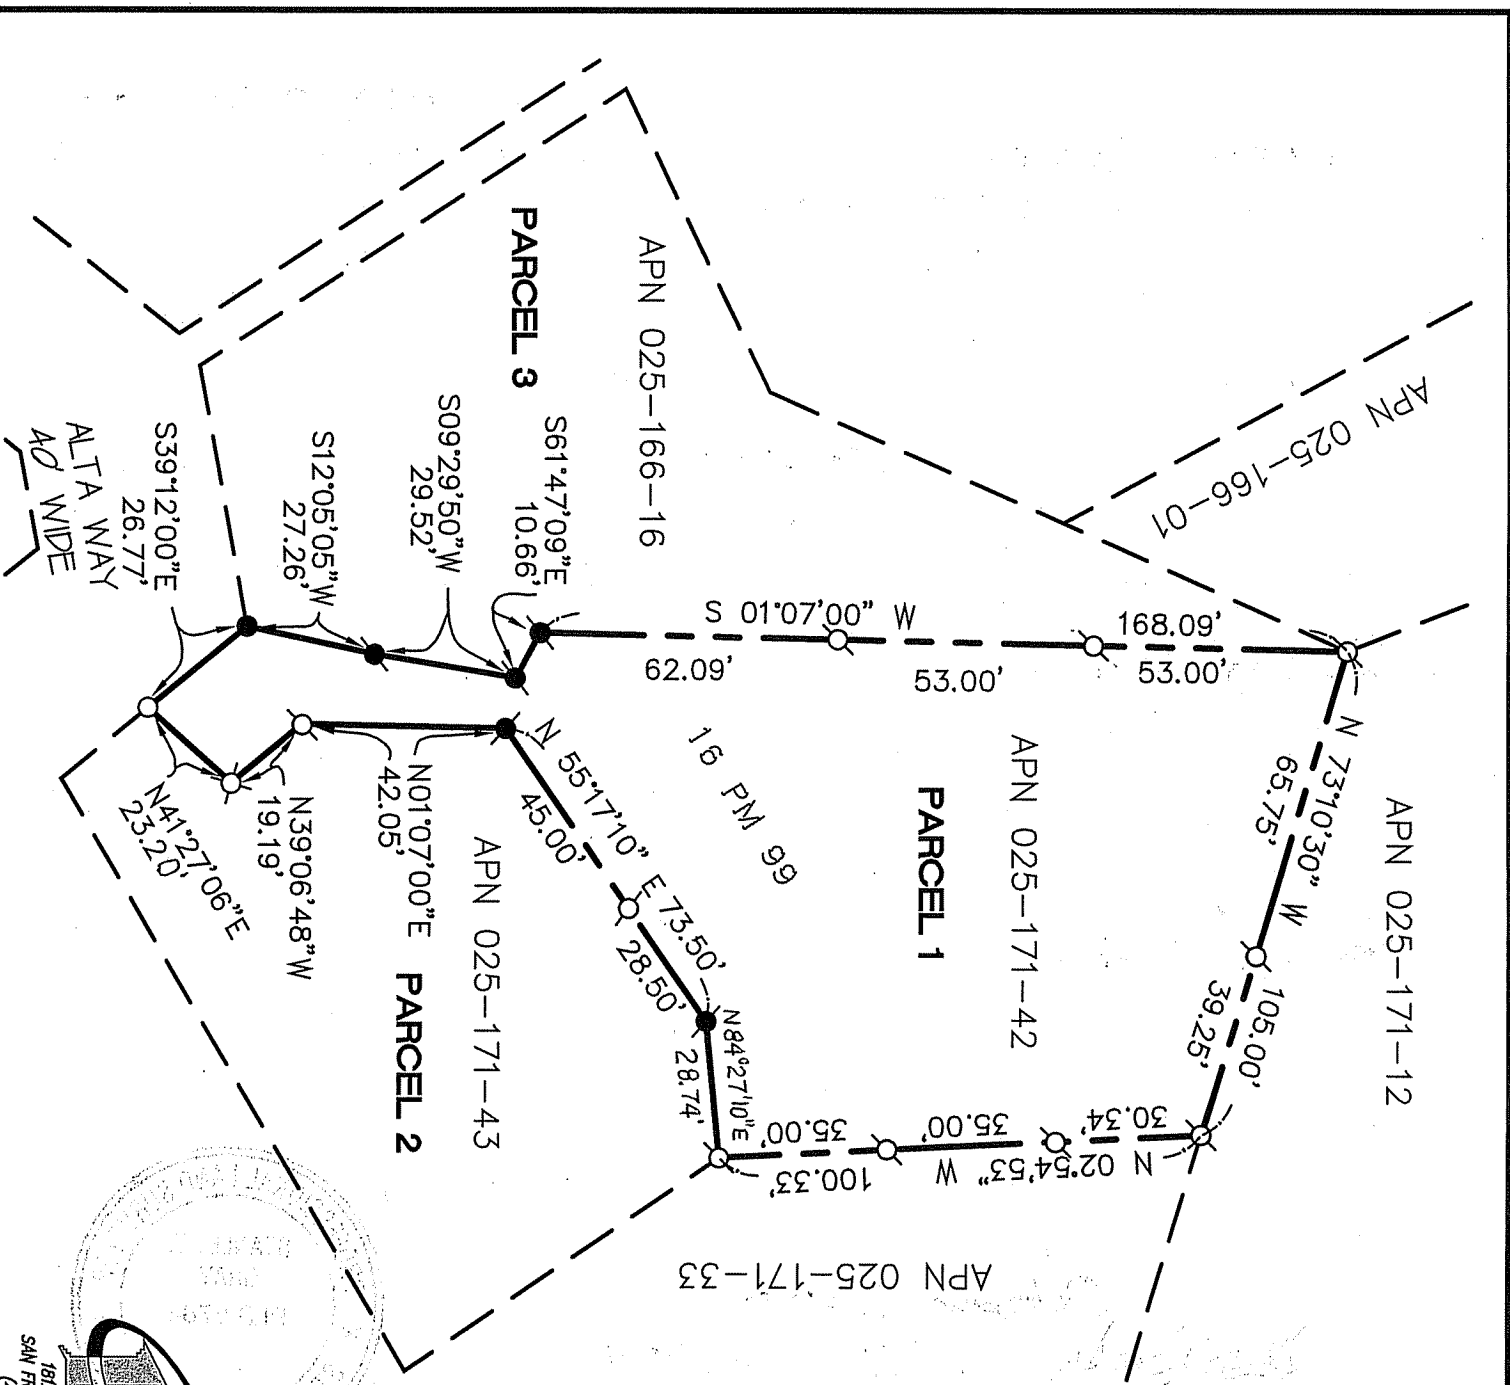 APN 025-166-01
APN 025-166-16
PARCEL 3
S61°47'09"E
10.66'
S09°29'50"W
29.52'
S12°05'05"W
27.26'
S39°12'00"E
26.77'
ALTA WAY
40' WIDE
S 01°07'00" W
168.09'
62.09'
53.00'
53.00'
N 73°10'30" W
105.00'
65.75'
39.25'
APN 025-171-12
APN 025-171-42
PARCEL 1
16 PM 99
N 55°17'10" E 73.50'
45.00'
28.50'
N84°27'10"E
28.74'
N 02°54'53" W
100.33'
30.34'
35.00'
35.00'
APN 025-171-33
N01°07'00"E
42.05'
N39°06'48"W
19.19'
N41°27'06"E
23.20'
APN 025-171-43
PARCEL 2